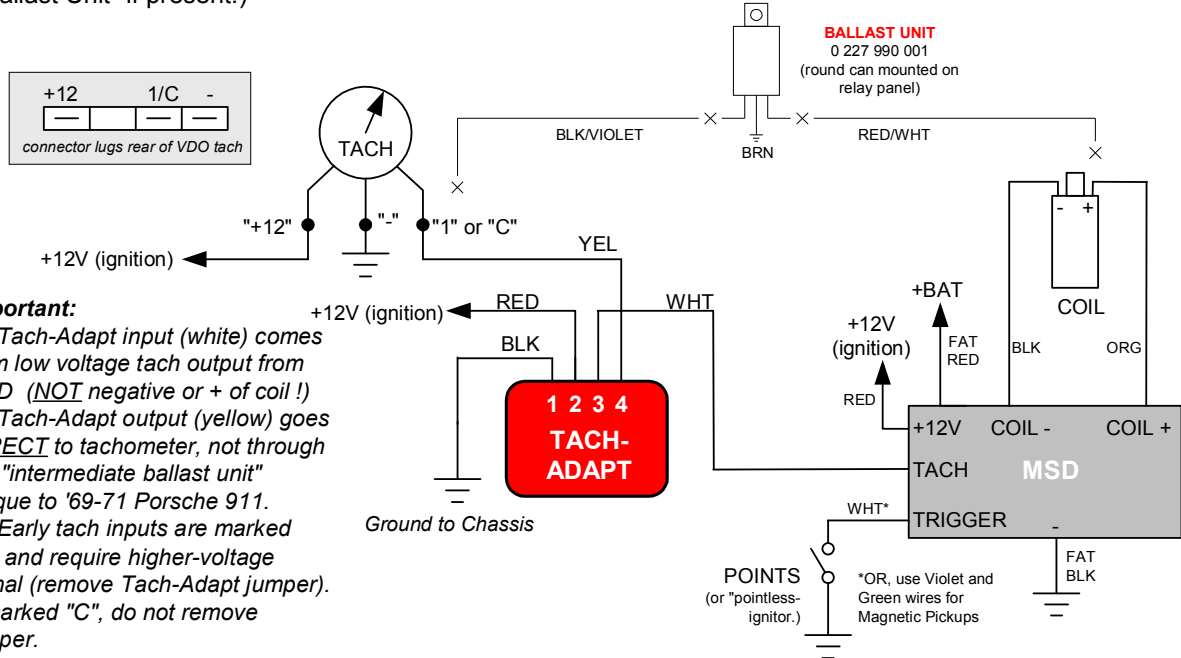 Ballast Unit" if present.)
BALLAST UNIT
0 227 990 001
(round can mounted on
relay panel)
+12 1/C -
connector lugs rear of VDO tach
TACH
BLK/VIOLET
BRN
RED/WHT
"+12"
"-"
"1" or "C"
+12V (ignition)
YEL
- +
COIL
portant:
Tach-Adapt input (white) comes
m low voltage tach output from
D (NOT negative or + of coil !)
Tach-Adapt output (yellow) goes
RECT to tachometer, not through
"intermediate ballast unit"
que to '69-71 Porsche 911.
Early tach inputs are marked
and require higher-voltage
nal (remove Tach-Adapt jumper).
arked "C", do not remove
per.
+12V (ignition)
RED
WHT
BLK
1 2 3 4
TACH-
ADAPT
Ground to Chassis
+BAT
+12V
(ignition)
FAT
RED
BLK
ORG
RED
+12V COIL - COIL +
TACH MSD
TRIGGER -
WHT*
POINTS
(or "pointless-
ignitor.)
*OR, use Violet and
Green wires for
Magnetic Pickups
FAT
BLK